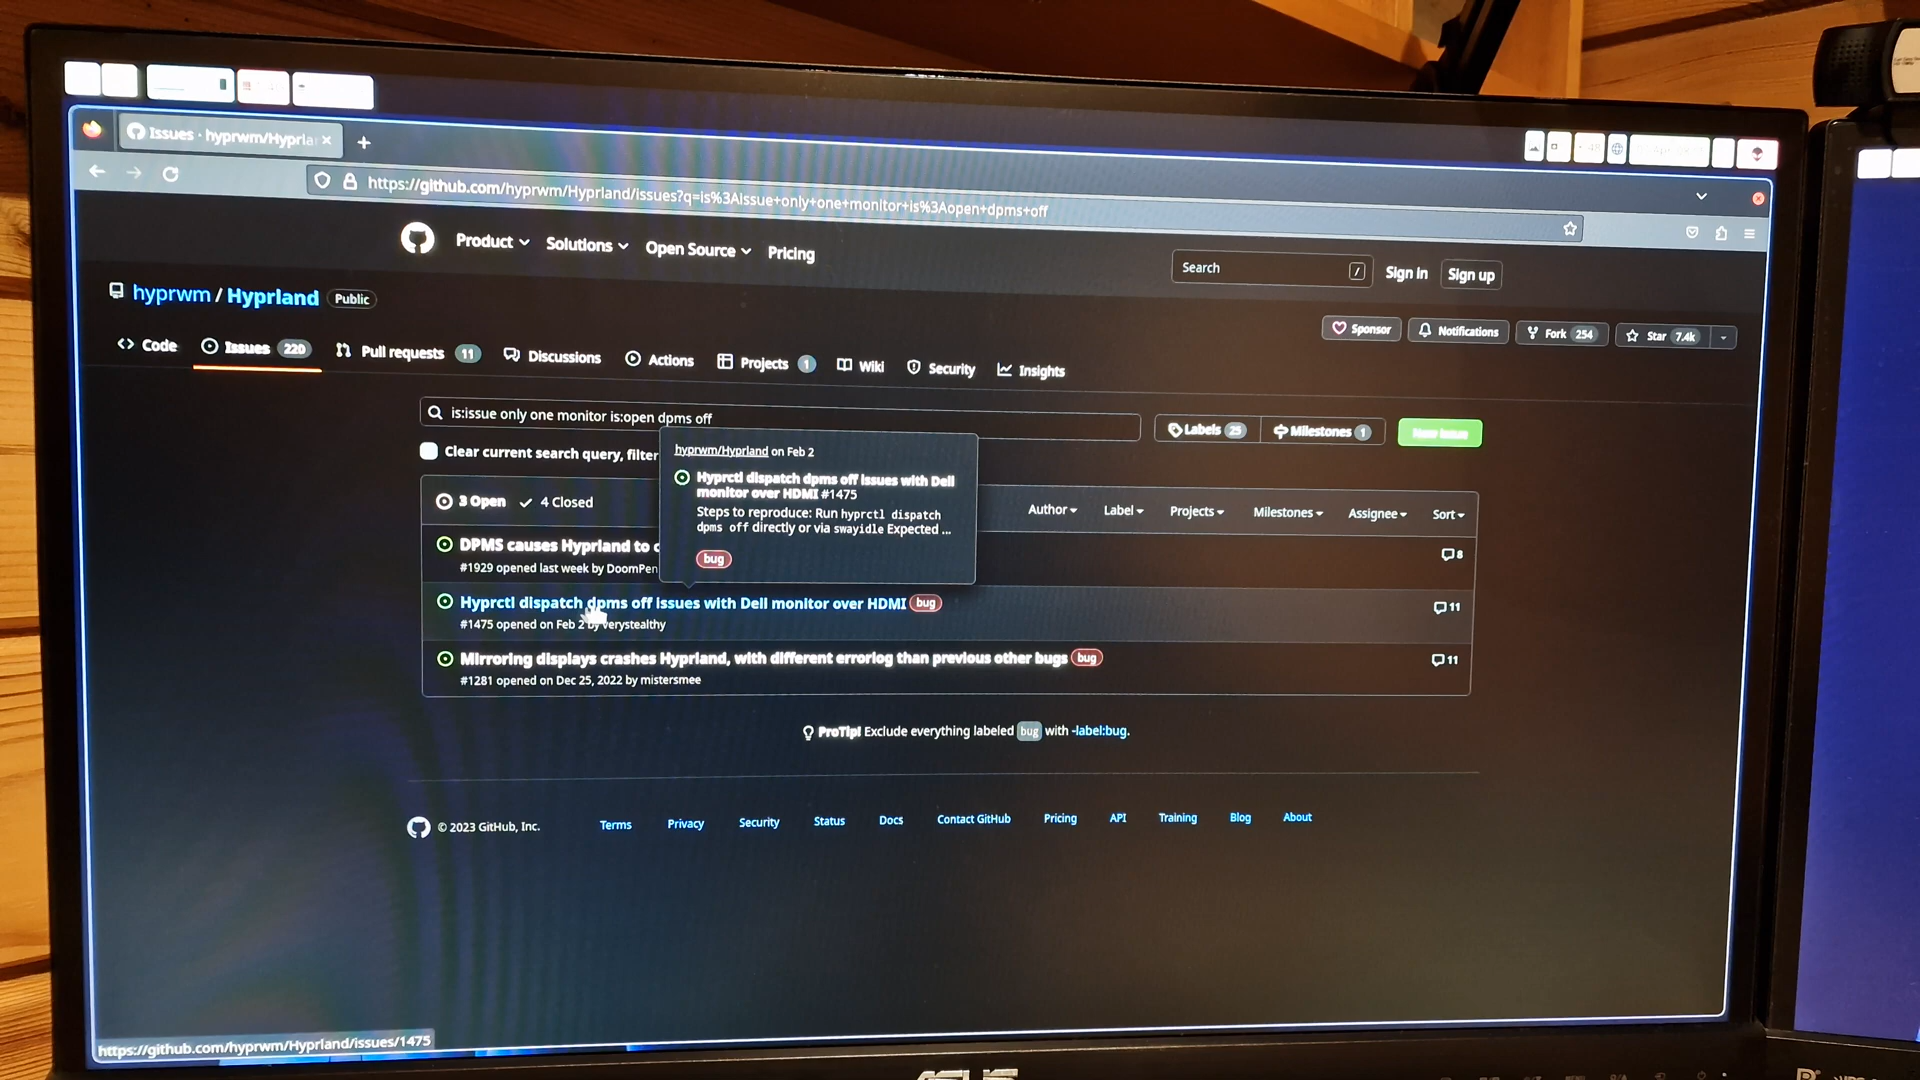 Issues · hyprwm/Hyprla
https://github.com/hyprwm/Hyprland/issues?q=is%3Aissue+only+one+monitor+is%3Aopen+dpms+off
Product
Solutions
Open Source
Pricing
Search
/
Sign in
Sign up
hyprwm / Hyprland
Public
Sponsor
Notifications
Fork 254
Star 7.4k
Code
Issues 220
Pull requests 11
Discussions
Actions
Projects 1
Wiki
Security
Insights
is:issue only one monitor is:open dpms off
Labels 25
Milestones 1
New issue
Clear current search query, filter
hyprwm/Hyprland on Feb 2
Hyprctl dispatch dpms off issues with Dell
monitor over HDMI #1475
Steps to reproduce: Run hyprctl dispatch
dpms off directly or via swayidle Expected ...
bug
3 Open
4 Closed
Author
Label
Projects
Milestones
Assignee
Sort
DPMS causes Hyprland to
8
#1929 opened last week by DoomPen
Hyprctl dispatch dpms off issues with Dell monitor over HDMI bug
11
#1475 opened on Feb 2 by verystealthy
Mirroring displays crashes Hyprland, with different errorlog than previous other bugs bug
11
#1281 opened on Dec 25, 2022 by mistersmee
ProTip! Exclude everything labeled bug with -label:bug.
© 2023 GitHub, Inc.
Terms
Privacy
Security
Status
Docs
Contact GitHub
Pricing
API
Training
Blog
About
https://github.com/hyprwm/Hyprland/issues/1475
ASUS